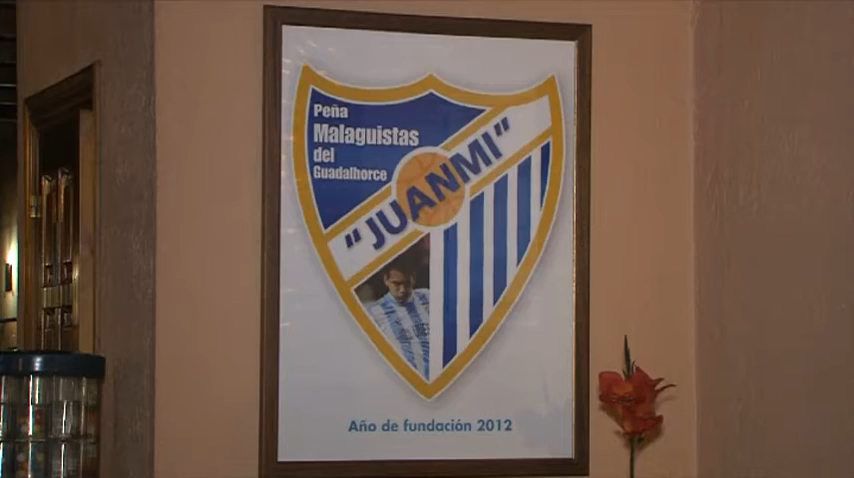 Peña
Malaguistas
del
Guadalhorce
"JUANMI"
Año de fundación 2012